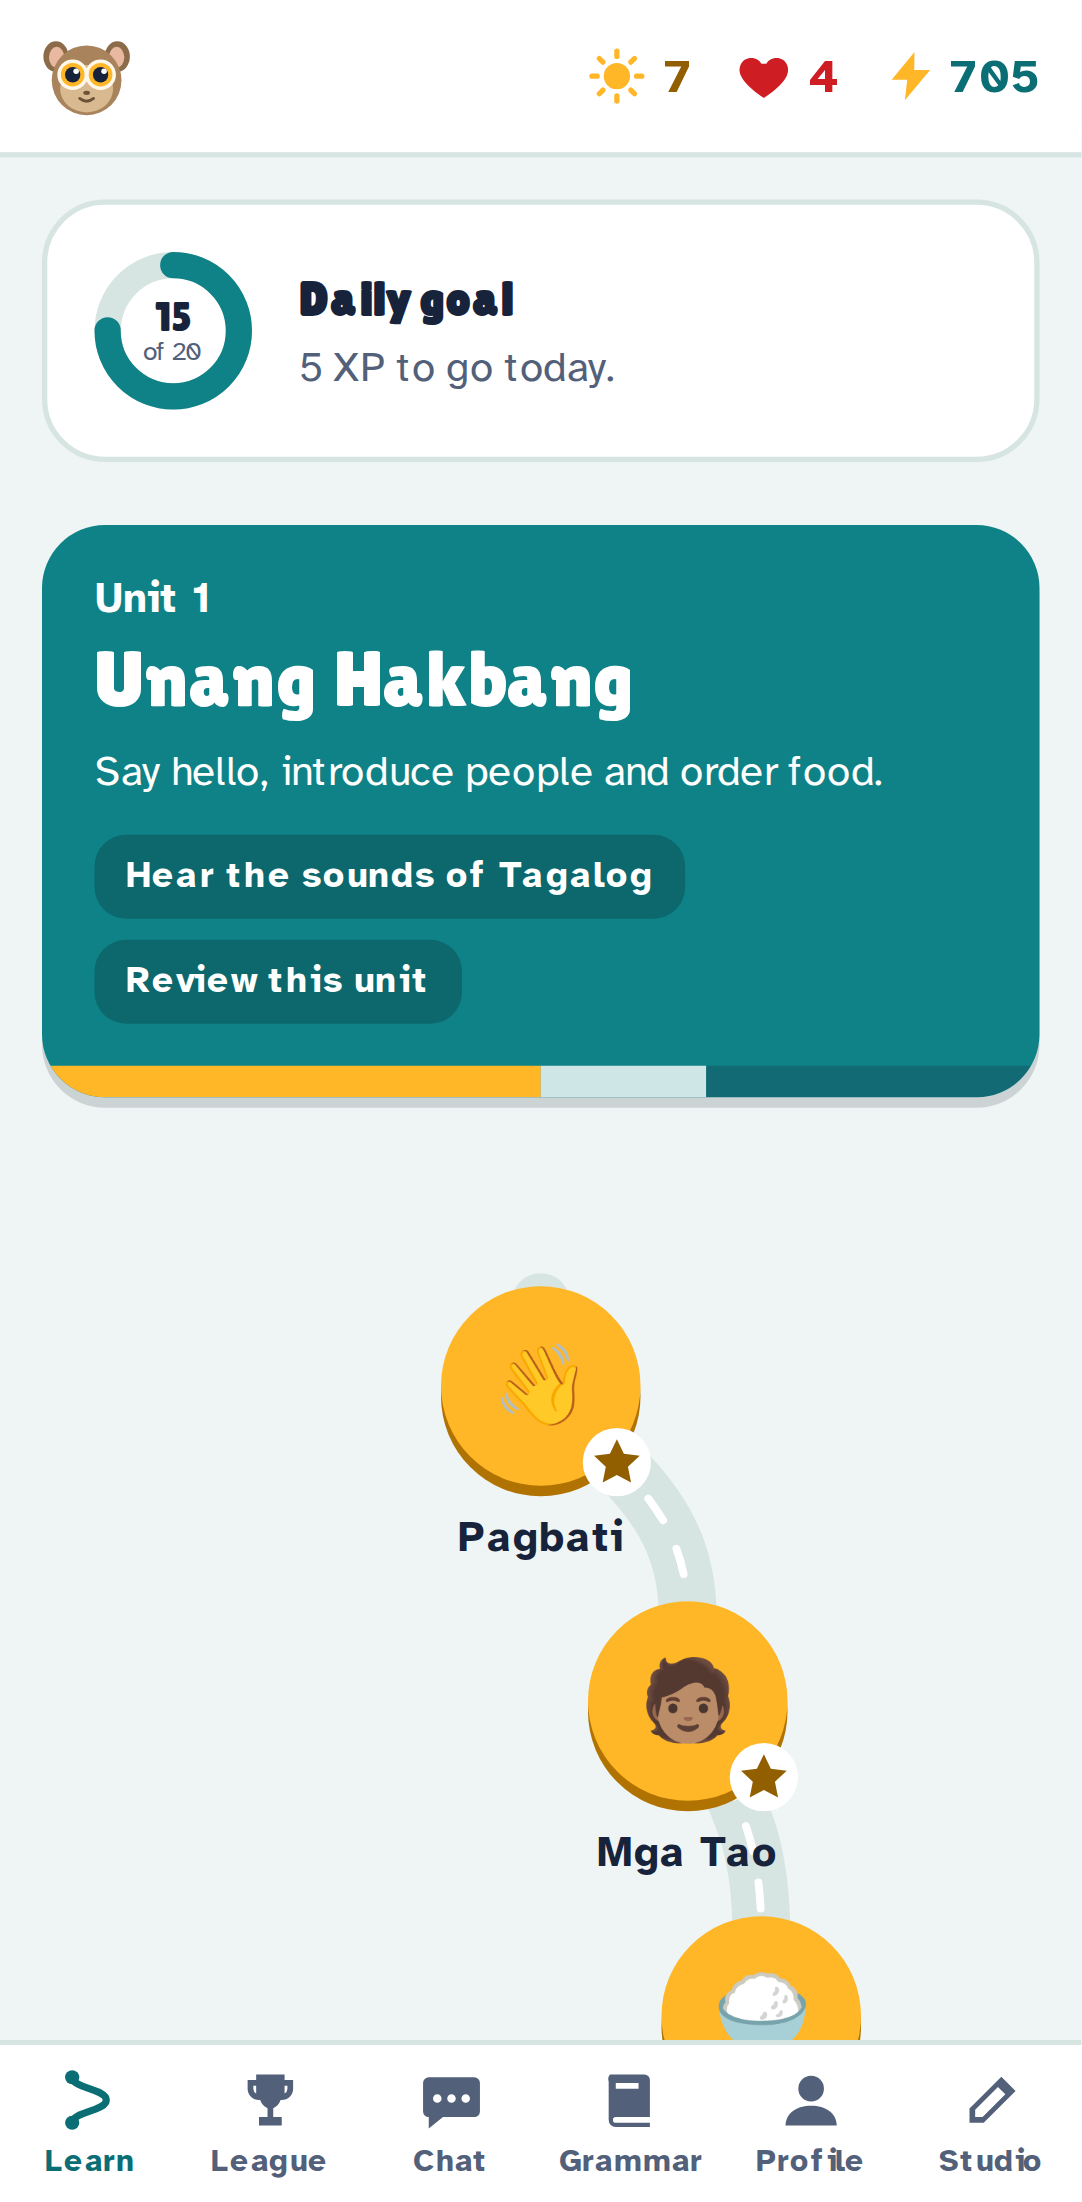 7
4
705
15
of 20
Daily goal
5 XP to go today.
Unit 1
Unang Hakbang
Say hello, introduce people and order food.
Hear the sounds of Tagalog
Review this unit
Pagbati
Mga Tao
Learn
League
Chat
Grammar
Profile
Studio